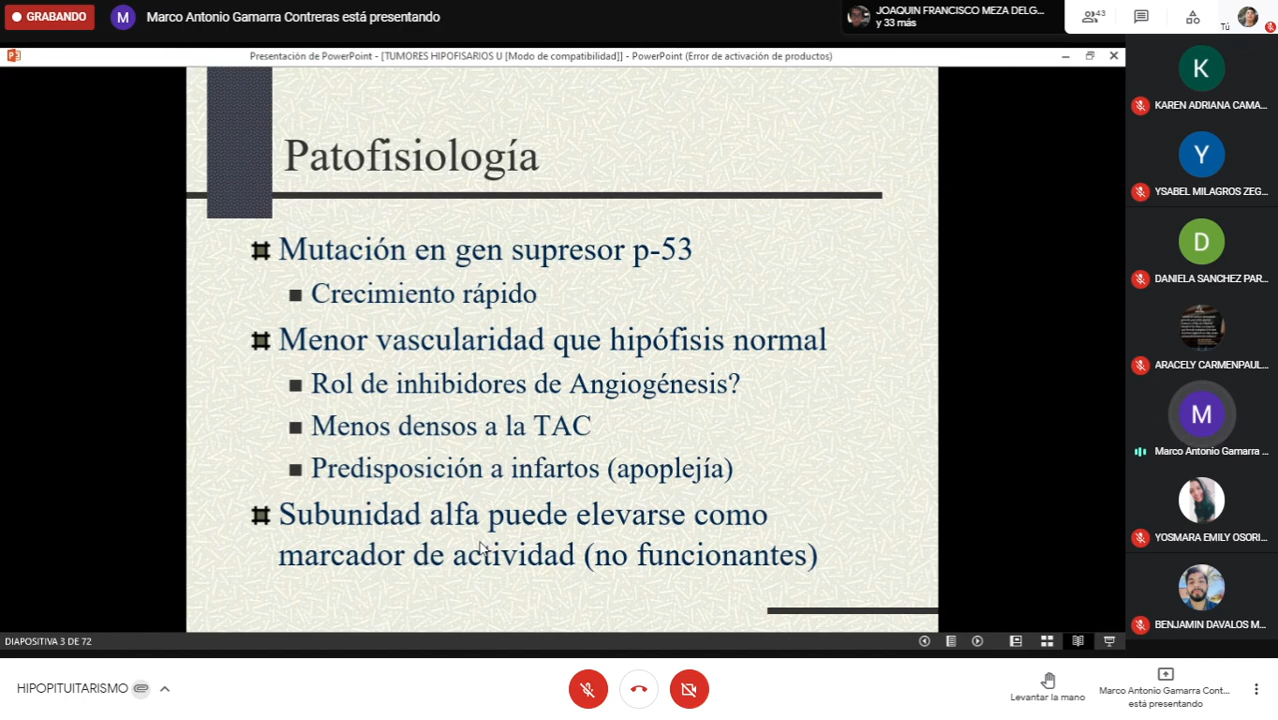 GRABANDO
M
Marco Antonio Gamarra Contreras está presentando
JOAQUIN FRANCISCO MEZA DELG...
y 33 más
43
Tú
Presentación de PowerPoint - [TUMORES HIPOFISARIOS U [Modo de compatibilidad]] - PowerPoint (Error de activación de productos)
Patofisiología
Mutación en gen supresor p-53
Crecimiento rápido
Menor vascularidad que hipófisis normal
Rol de inhibidores de Angiogénesis?
Menos densos a la TAC
Predisposición a infartos (apoplejía)
Subunidad alfa puede elevarse como
marcador de actividad (no funcionantes)
DIAPOSITIVA 3 DE 72
K
KAREN ADRIANA CAMA...
Y
YSABEL MILAGROS ZEG...
D
DANIELA SANCHEZ PAR...
ARACELY CARMENPAUL...
M
Marco Antonio Gamarra ...
YOSMARA EMILY OSORI...
BENJAMIN DAVALOS M...
HIPOPITUITARISMO
Levantar la mano
Marco Antonio Gamarra Cont...
está presentando